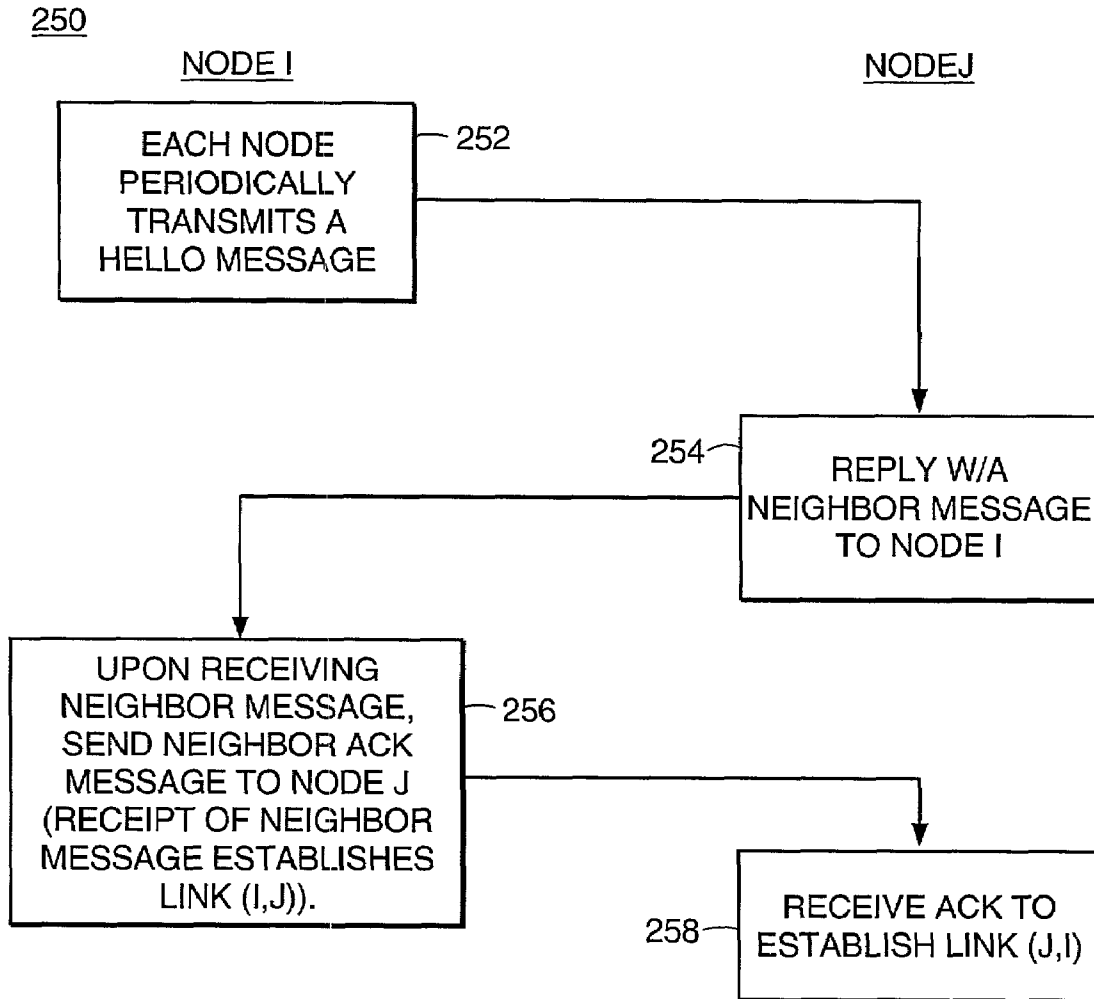 250
NODE I
NODEJ
EACH NODE
PERIODICALLY
TRANSMITS A
HELLO MESSAGE
252
254
REPLY W/A
NEIGHBOR MESSAGE
TO NODE I
UPON RECEIVING
NEIGHBOR MESSAGE,
SEND NEIGHBOR ACK
MESSAGE TO NODE J
(RECEIPT OF NEIGHBOR
MESSAGE ESTABLISHES
LINK (I,J)).
256
258
RECEIVE ACK TO
ESTABLISH LINK (J,I)